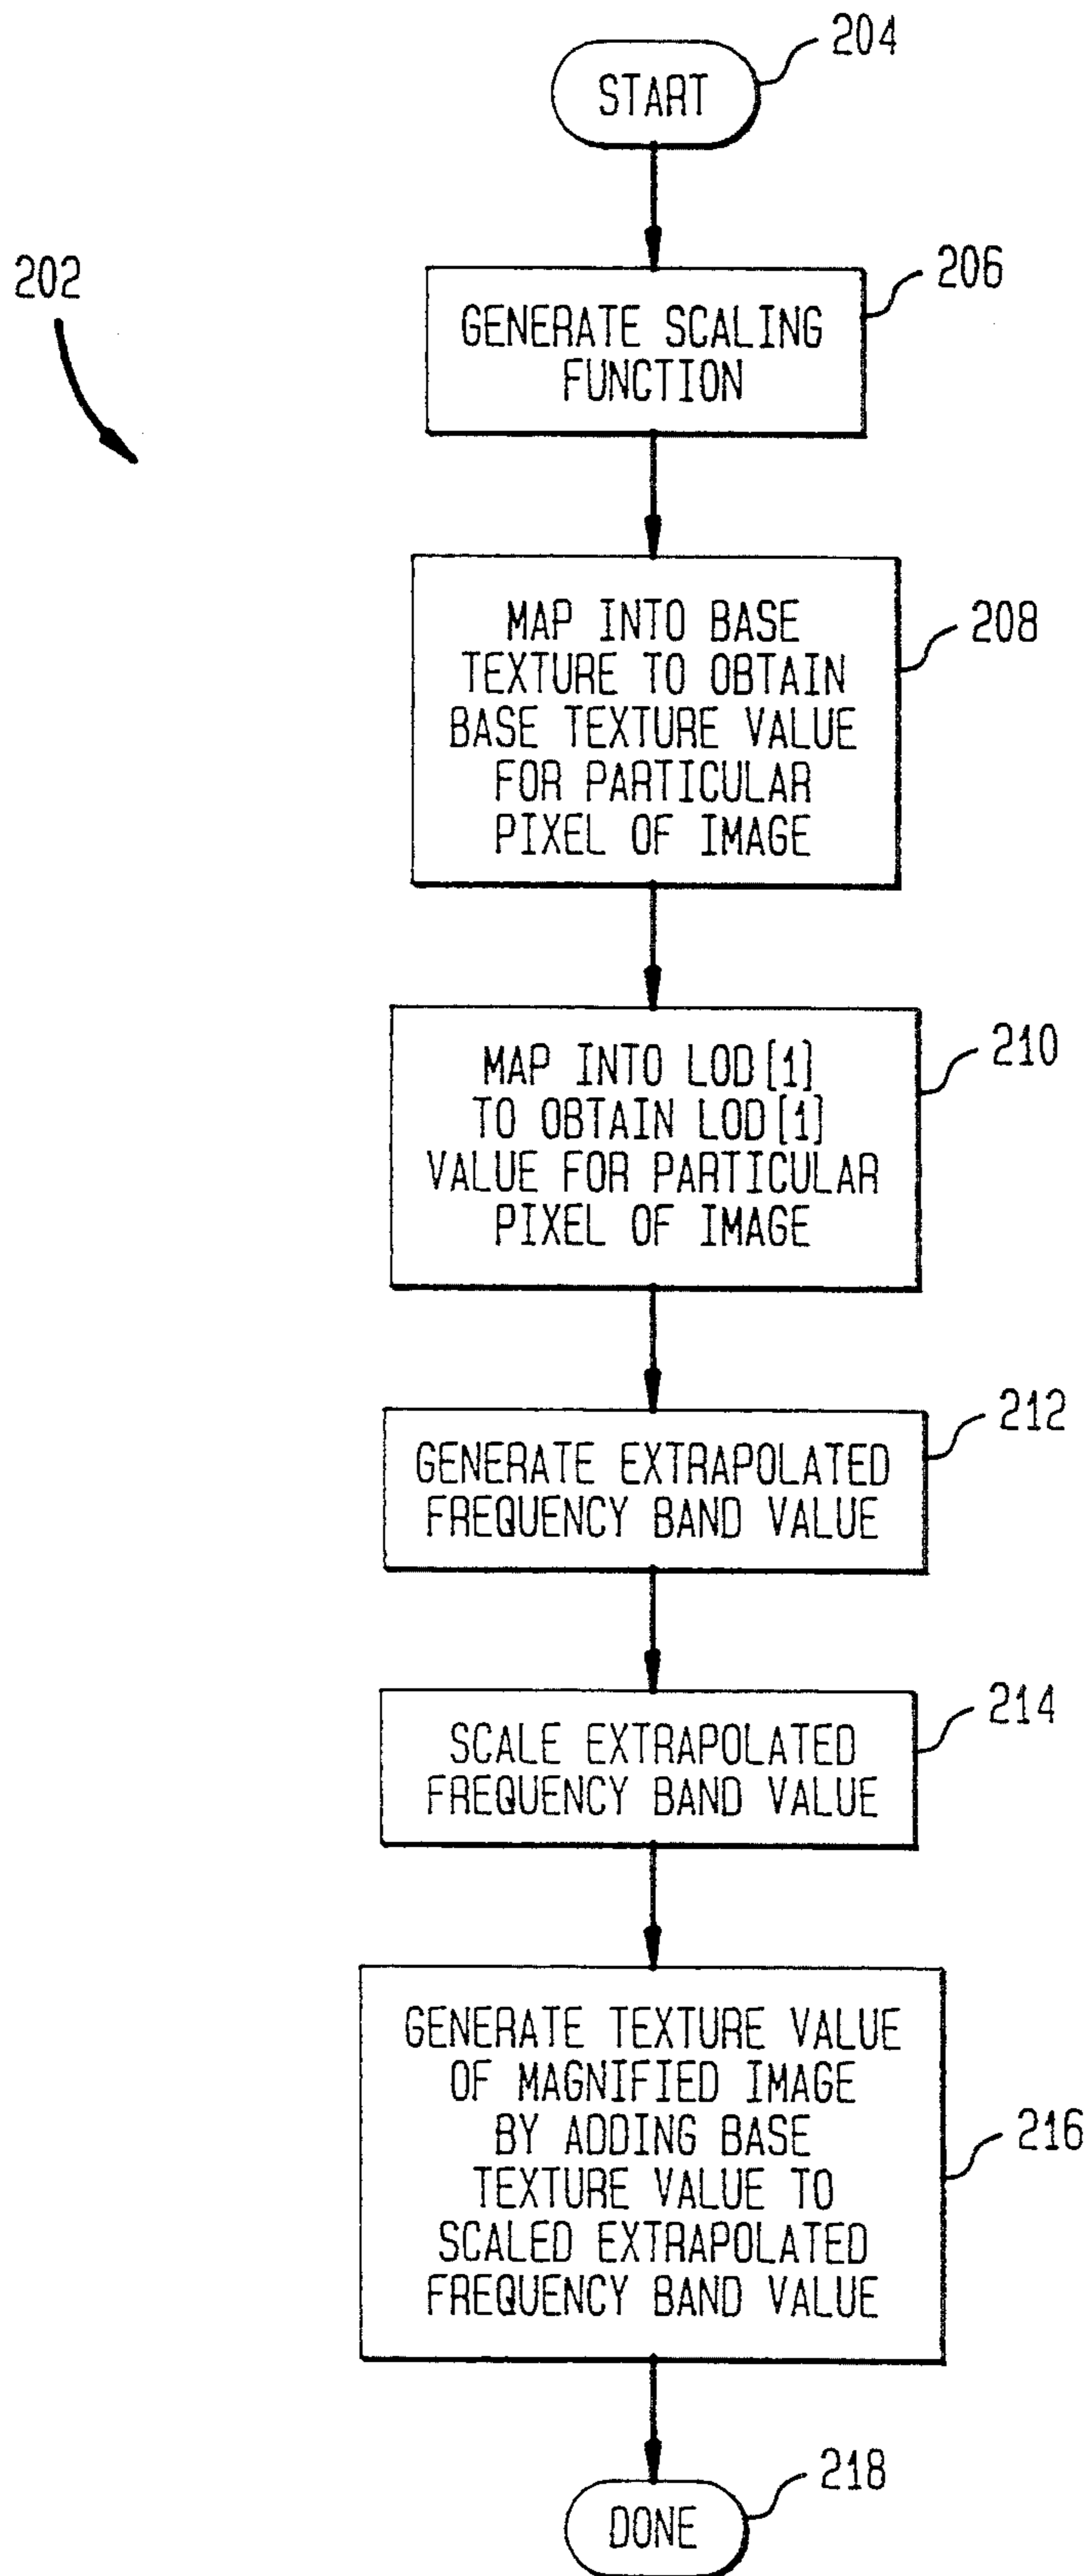 204
START
202
206
GENERATE SCALING
FUNCTION
208
MAP INTO BASE
TEXTURE TO OBTAIN
BASE TEXTURE VALUE
FOR PARTICULAR
PIXEL OF IMAGE
210
MAP INTO LOD[1]
TO OBTAIN LOD[1]
VALUE FOR PARTICULAR
PIXEL OF IMAGE
212
GENERATE EXTRAPOLATED
FREQUENCY BAND VALUE
214
SCALE EXTRAPOLATED
FREQUENCY BAND VALUE
216
GENERATE TEXTURE VALUE
OF MAGNIFIED IMAGE
BY ADDING BASE
TEXTURE VALUE TO
SCALED EXTRAPOLATED
FREQUENCY BAND VALUE
218
DONE